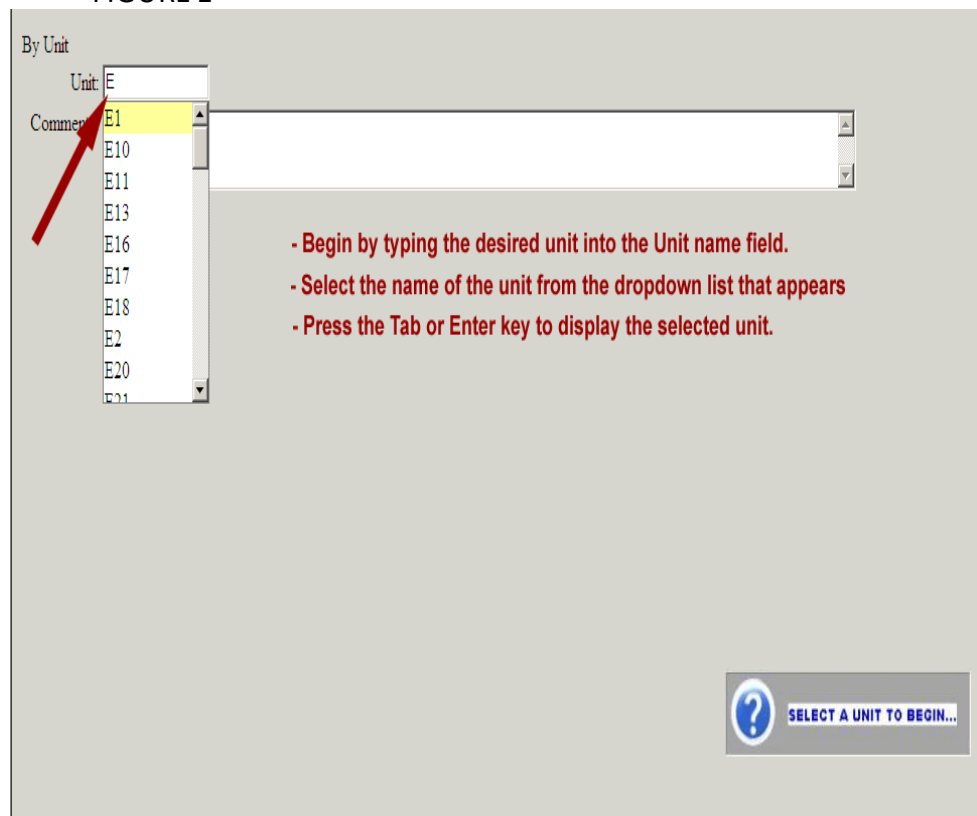 By Unit
Unit: E
Commen
E1
E10
E11
E13
E16
E17
E18
E2
E20
E21
- Begin by typing the desired unit into the Unit name field.
- Select the name of the unit from the dropdown list that appears
- Press the Tab or Enter key to display the selected unit.
SELECT A UNIT TO BEGIN...